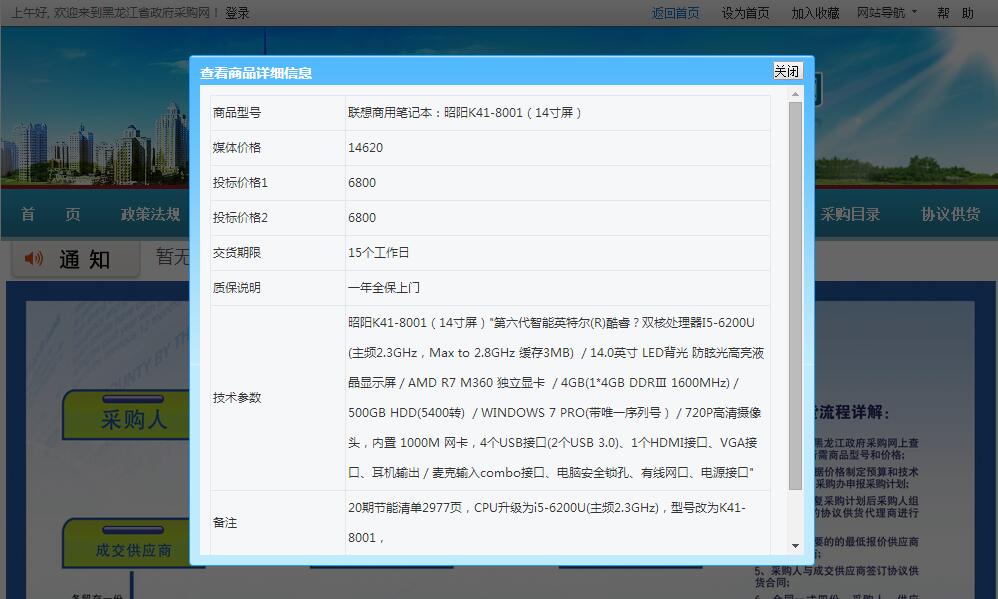 上午好, 欢迎来到黑龙江省政府采购网！ 登录
返回首页 设为首页 加入收藏 网站导航 帮 助
查看商品详细信息 关闭
首 页 政策法规 采购目录 协议供货
通 知 暂无
商品型号 联想商用笔记本：昭阳K41-8001（14寸屏）
媒体价格 14620
投标价格1 6800
投标价格2 6800
交货期限 15个工作日
质保说明 一年全保上门
技术参数
昭阳K41-8001（14寸屏）"第六代智能英特尔(R)酷睿？双核处理器I5-6200U
(主频2.3GHz，Max to 2.8GHz 缓存3MB) / 14.0英寸 LED背光 防眩光高亮液
晶显示屏 / AMD R7 M360 独立显卡 / 4GB(1*4GB DDRIII 1600MHz) /
500GB HDD(5400转) / WINDOWS 7 PRO(带唯一序列号 ) / 720P高清摄像
头，内置 1000M 网卡，4个USB接口(2个USB 3.0)、1个HDMI接口、VGA接
口、耳机输出 / 麦克输入combo接口、电脑安全锁孔、有线网口、电源接口"
备注
20期节能清单2977页，CPU升级为i5-6200U(主频2.3GHz)，型号改为K41-
8001，
采购人
成交供应商
流程详解：
黑龙江政府采购网上查
所需商品型号和价格;
据价格制定预算和技术
采购办申报采购计划;
复采购计划后采购人组
的协议供货代理商进行
要的的最低报价供应商
5、采购人与成交供应商签订协议供
货合同;